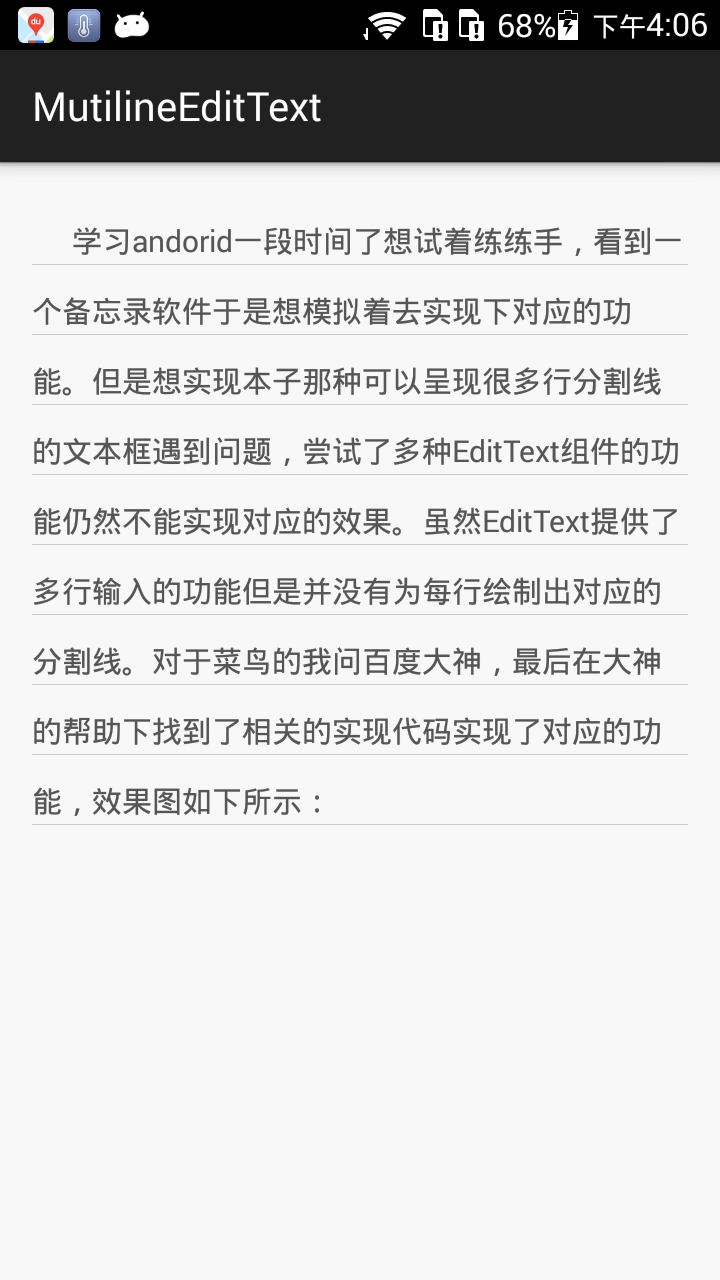 du
68%
下午4:06
MutilineEditText
学习andorid一段时间了想试着练练手，看到一
个备忘录软件于是想模拟着去实现下对应的功
能。但是想实现本子那种可以呈现很多行分割线
的文本框遇到问题，尝试了多种EditText组件的功
能仍然不能实现对应的效果。虽然EditText提供了
多行输入的功能但是并没有为每行绘制出对应的
分割线。对于菜鸟的我问百度大神，最后在大神
的帮助下找到了相关的实现代码实现了对应的功
能，效果图如下所示：